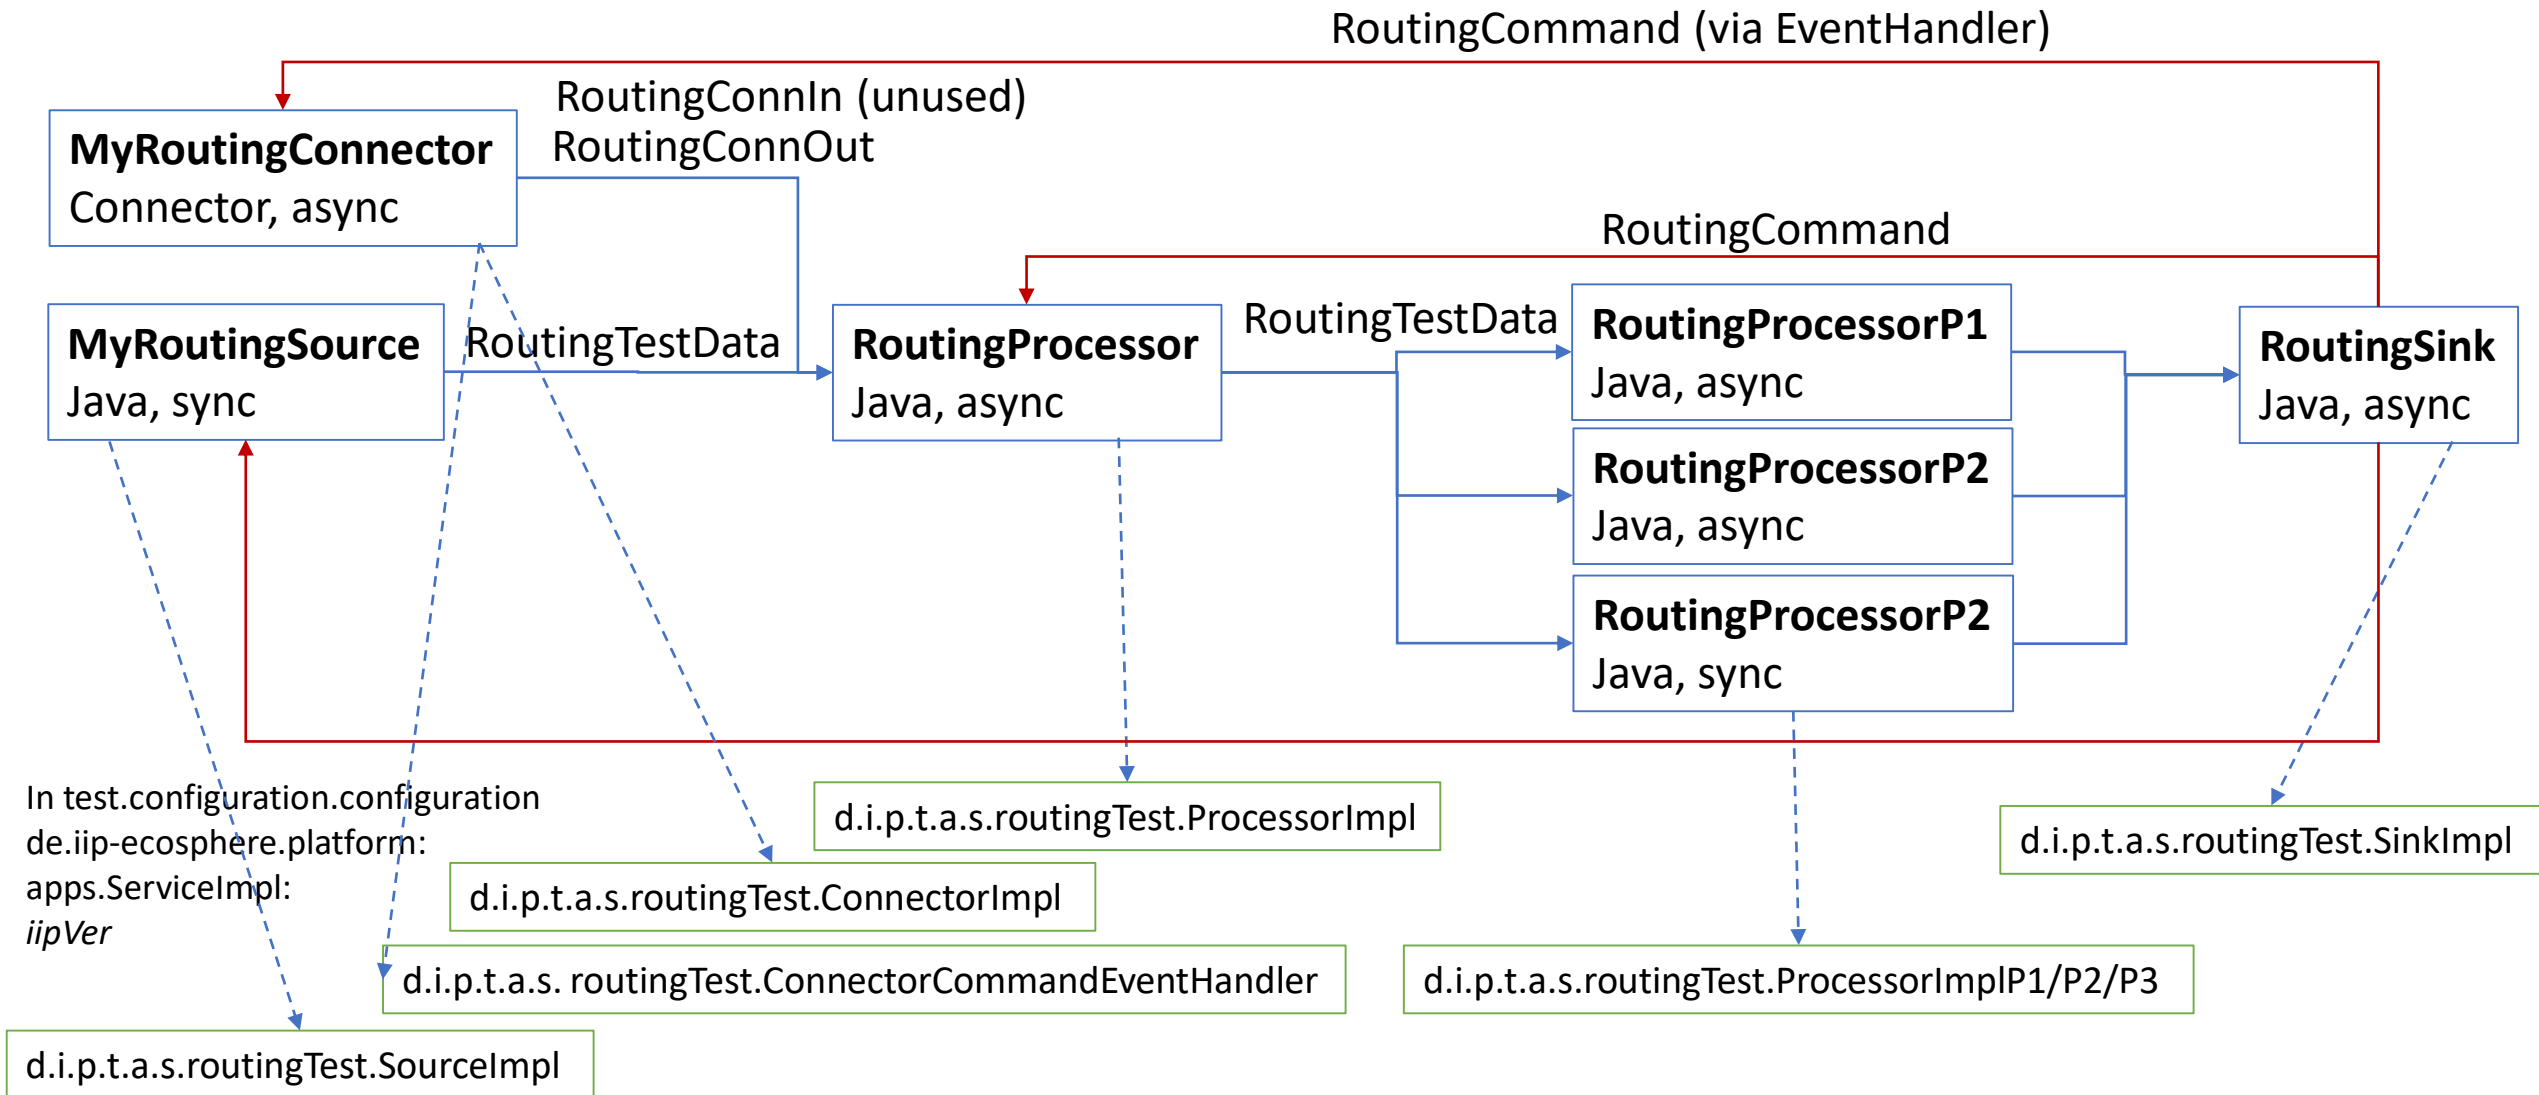 RoutingCommand (via EventHandler)
RoutingConnIn (unused)
RoutingConnOut
MyRoutingConnector
Connector, async
RoutingCommand
MyRoutingSource
Java, sync
RoutingTestData
RoutingProcessor
Java, async
RoutingTestData
RoutingProcessorP1
Java, async
RoutingProcessorP2
Java, async
RoutingProcessorP2
Java, sync
RoutingSink
Java, async
In test.configuration.configuration
de.iip-ecosphere.platform:
apps.ServiceImpl:
iipVer
d.i.p.t.a.s.routingTest.ProcessorImpl
d.i.p.t.a.s.routingTest.SinkImpl
d.i.p.t.a.s.routingTest.ConnectorImpl
d.i.p.t.a.s. routingTest.ConnectorCommandEventHandler
d.i.p.t.a.s.routingTest.ProcessorImplP1/P2/P3
d.i.p.t.a.s.routingTest.SourceImpl